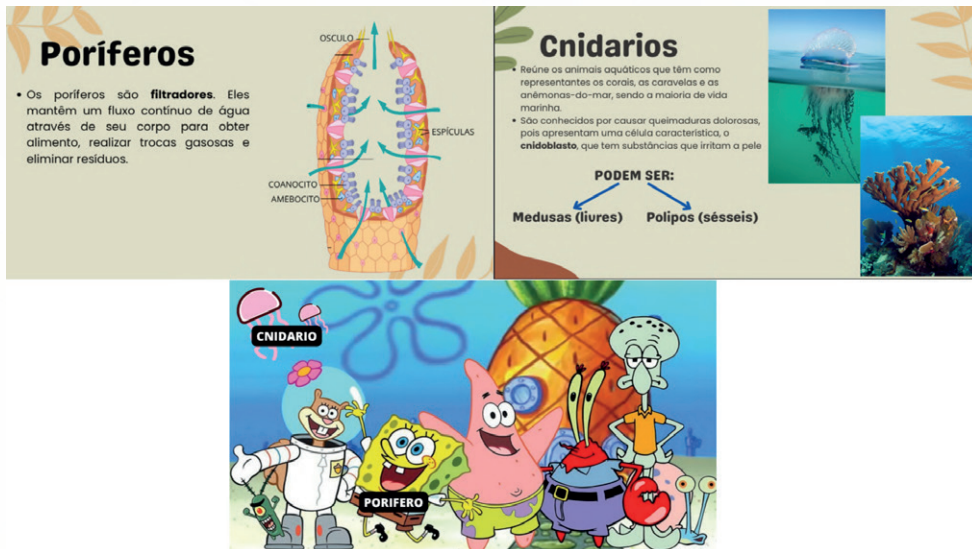 Poríferos
• Os poríferos são filtradores. Eles
mantêm um fluxo contínuo de água
através de seu corpo para obter
alimento, realizar trocas gasosas e
eliminar resíduos.
OSCULO
ESPÍCULAS
COANOCITO
AMEBOCITO
Cnidarios
• Reúne os animais aquáticos que têm como
representantes os corais, as caravelas e as
anêmonas-do-mar, sendo a maioria de vida
marinha.
• São conhecidos por causar queimaduras dolorosas,
pois apresentam uma célula característica, o
cnidoblasto, que tem substâncias que irritam a pele
PODEM SER:
Medusas (livres) Polipos (sésseis)
CNIDARIO
PORIFERO